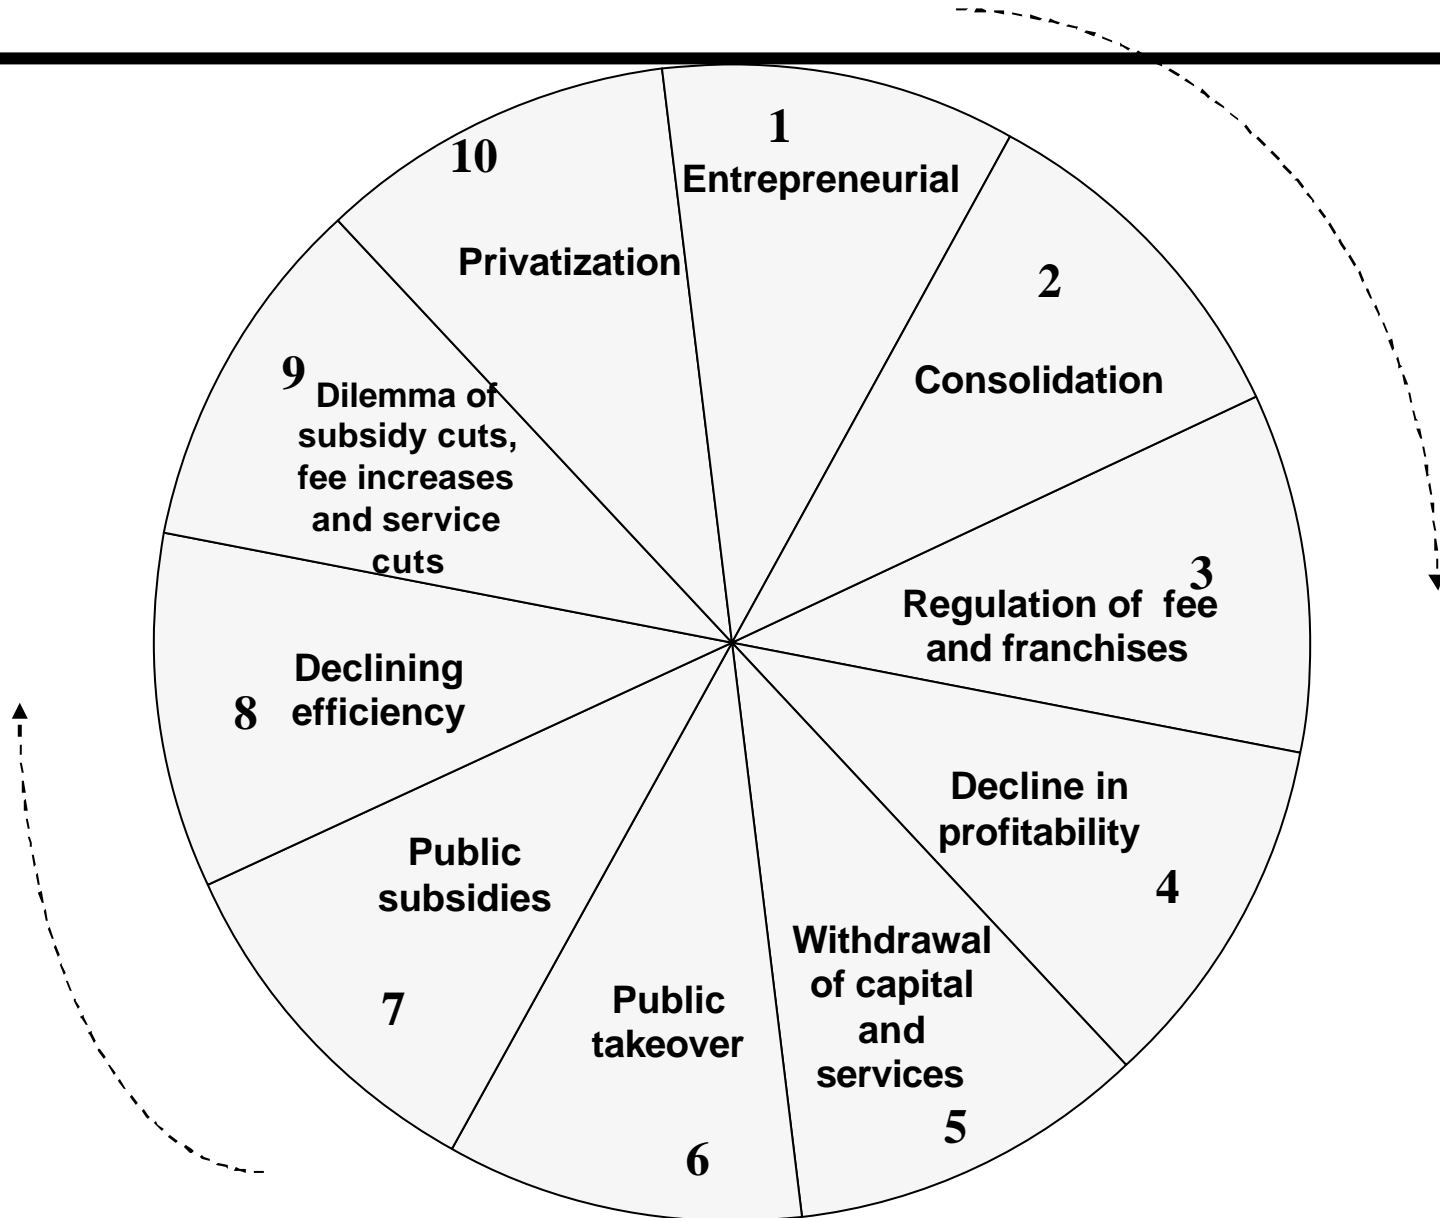 1
Entrepreneurial
2
Consolidation
3
Regulation of  fee
and franchises
Decline in
profitability
4
Withdrawal
of capital
and
services
5
Public
takeover
6
Public
subsidies
7
Declining
efficiency
8
9
Dilemma of
subsidy cuts,
fee increases
and service
cuts
10
Privatization